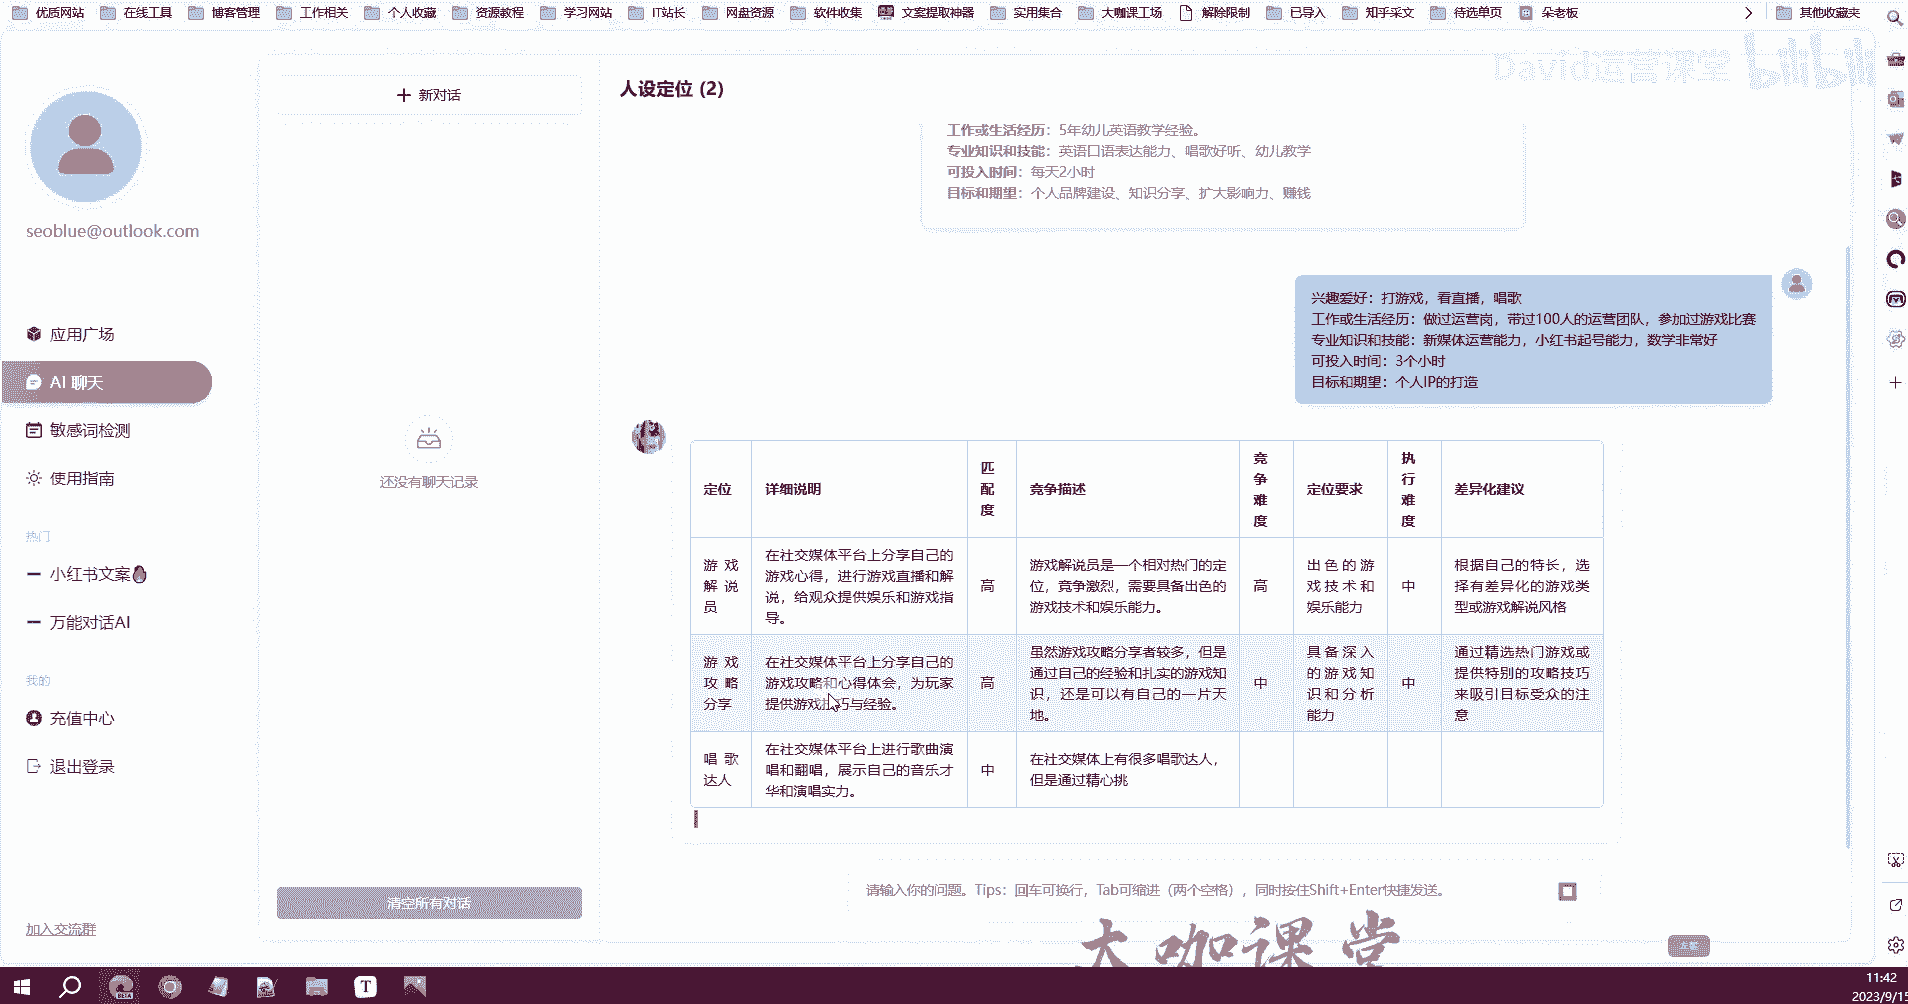 优质网站 在线工具 博客管理 工作相关 个人收藏 资源教程 学习网站 IT站长 网盘资源 软件收集 文案提取神器 实用集合 大咖课工场 解除限制 已导入 知乎采文 待选单页 朵老板 其他收藏夹
David运营课堂 bilibili
seoblue@outlook.com
应用广场
AI 聊天
敏感词检测
使用指南
热门
小红书文案
万能对话AI
我的
充值中心
退出登录
加入交流群
新对话
还没有聊天记录
清空所有对话
人设定位 (2)
工作或生活经历：5年幼儿英语教学经验。
专业知识和技能：英语口语表达能力、唱歌好听、幼儿教学
可投入时间：每天2小时
目标和期望：个人品牌建设、知识分享、扩大影响力、赚钱
兴趣爱好：打游戏，看直播，唱歌
工作或生活经历：做过运营岗，带过100人的运营团队，参加过游戏比赛
专业知识和技能：新媒体运营能力，小红书起号能力，数学非常好
可投入时间：3个小时
目标和期望：个人IP的打造
定位 详细说明 匹配度 竞争描述 竞争难度 定位要求 执行难度 差异化建议
游戏解说员 在社交媒体平台上分享自己的游戏心得，进行游戏直播和解说，给观众提供娱乐和游戏指导。 高 游戏解说员是一个相对热门的定位，竞争激烈，需要具备出色的游戏技术和娱乐能力。 高 出色的游戏技术和娱乐能力 中 根据自己的特长，选择有差异化的游戏类型或游戏解说风格
游戏攻略分享 在社交媒体平台上分享自己的游戏攻略和心得体会，为玩家提供游戏技巧与经验。 高 虽然游戏攻略分享者较多，但是通过自己的经验和扎实的游戏知识，还是可以有自己的一片天地。 中 具备深入的游戏知识和分析能力 中 通过精选热门游戏或提供特别的攻略技巧来吸引目标受众的注意
唱歌达人 在社交媒体平台上进行歌曲演唱和翻唱，展示自己的音乐才华和演唱实力。 中 在社交媒体上有很多唱歌达人，但是通过精心挑
请输入你的问题。Tips：回车可换行，Tab可缩进（两个空格），同时按住Shift+Enter快捷发送。
大咖课堂
左键
11:42
2023/9/15